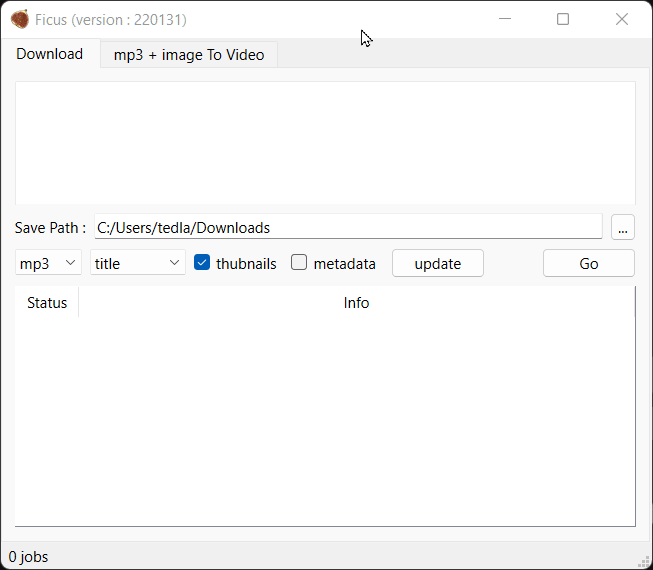 Ficus (version : 220131)
Download mp3 + image To Video
Save Path : C:/Users/tedla/Downloads ...
mp3 title thubnails metadata update Go
Status Info
0 jobs